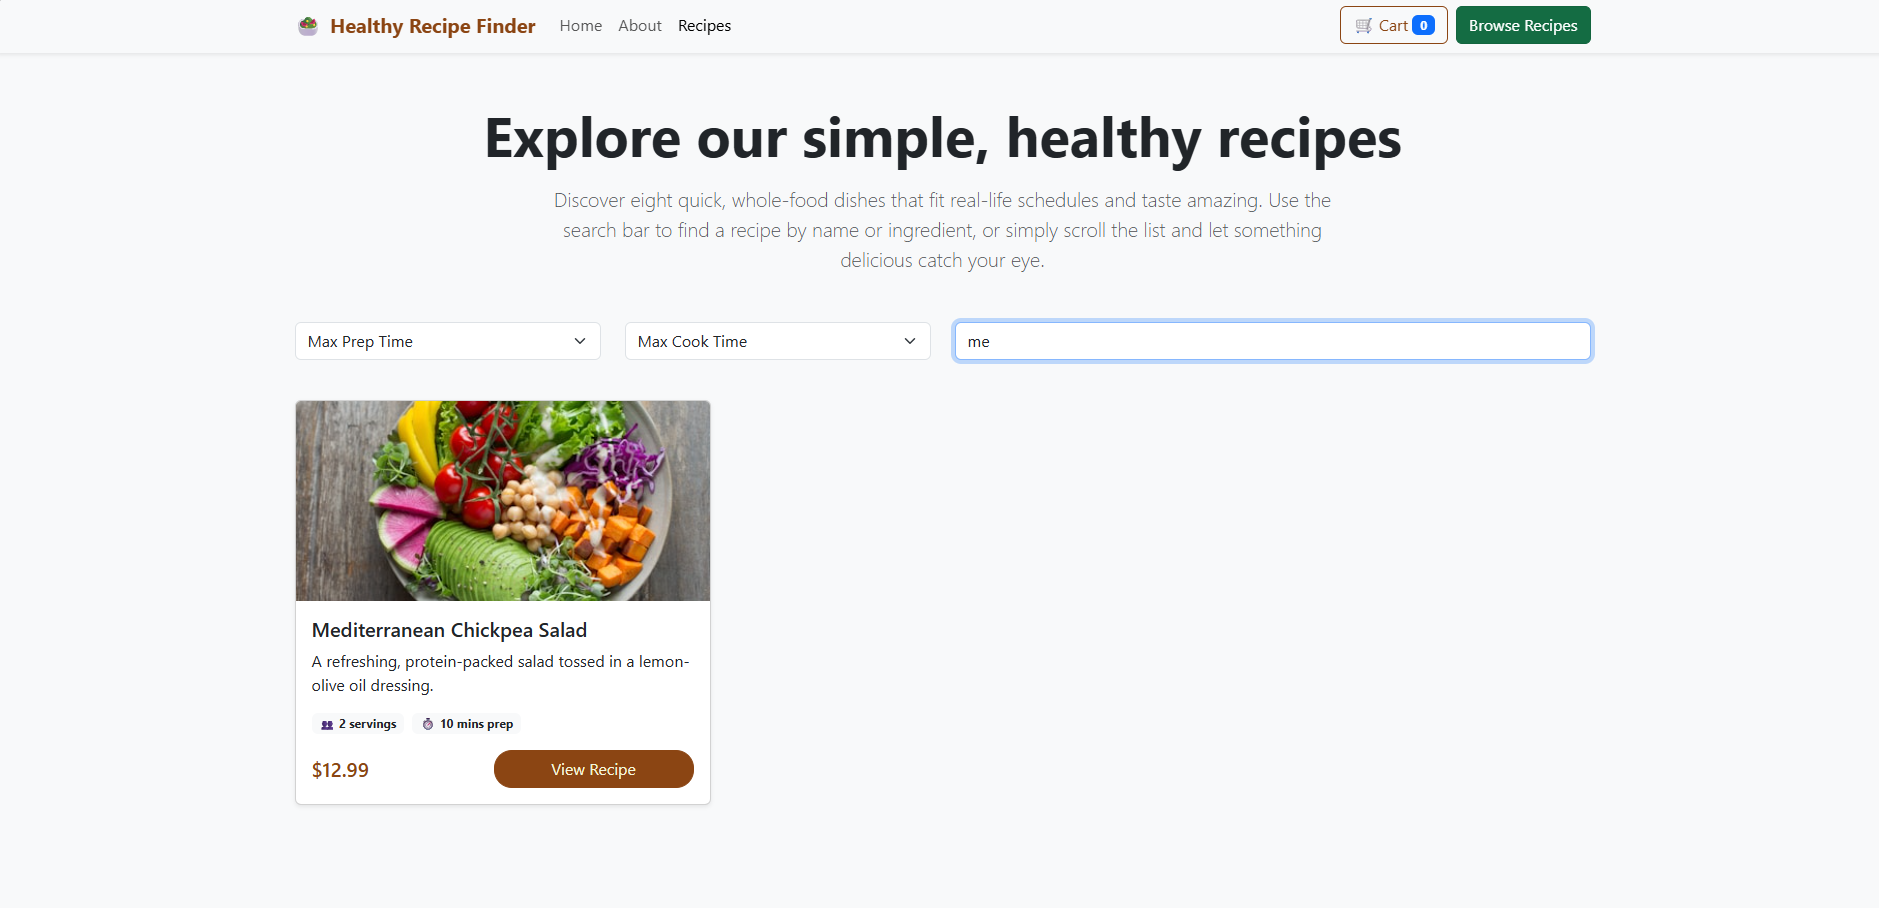 Healthy Recipe Finder Home About Recipes Cart 0 Browse Recipes
Explore our simple, healthy recipes
Discover eight quick, whole-food dishes that fit real-life schedules and taste amazing. Use the
search bar to find a recipe by name or ingredient, or simply scroll the list and let something
delicious catch your eye.
Max Prep Time Max Cook Time me
Mediterranean Chickpea Salad
A refreshing, protein-packed salad tossed in a lemon-
olive oil dressing.
2 servings 10 mins prep
$12.99 View Recipe